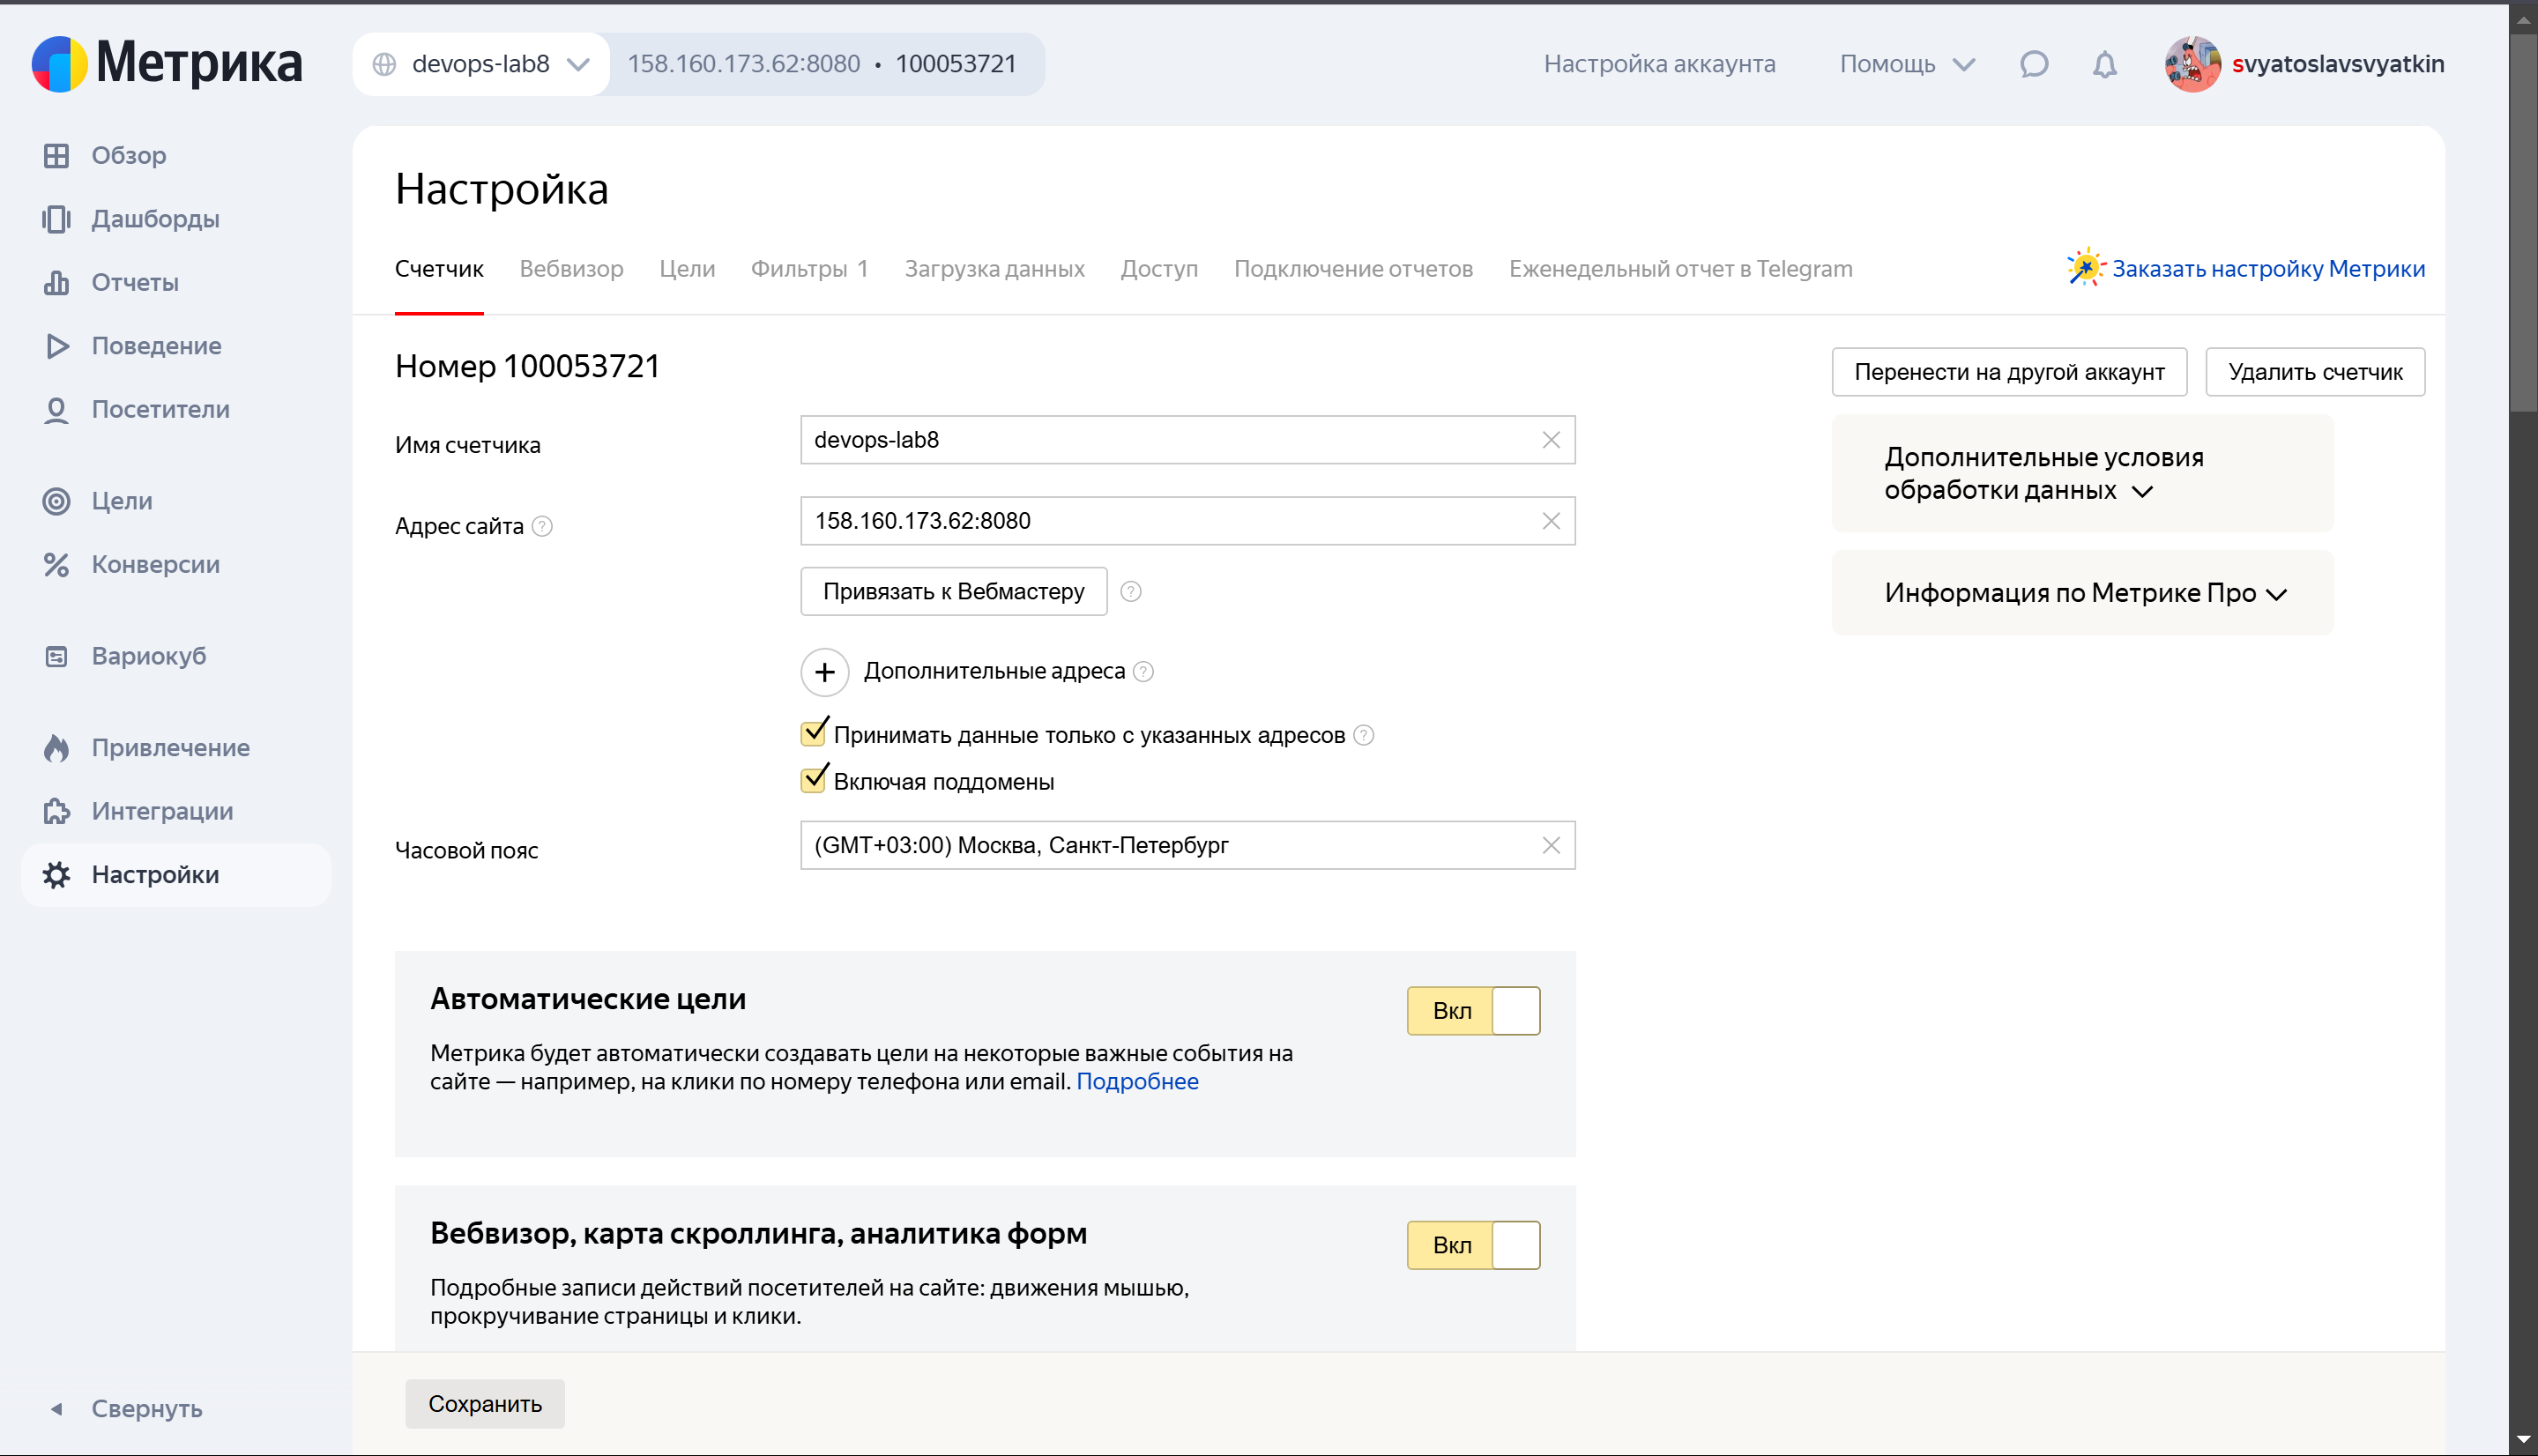 Метрика
devops-lab8
158.160.173.62:8080 • 100053721
Настройка аккаунта
Помощь
svyatoslavsvyatkin
Обзор
Дашборды
Отчеты
Поведение
Посетители
Цели
Конверсии
Вариокуб
Привлечение
Интеграции
Настройки
Свернуть
Настройка
Счетчик
Вебвизор
Цели
Фильтры 1
Загрузка данных
Доступ
Подключение отчетов
Еженедельный отчет в Telegram
Заказать настройку Метрики
Номер 100053721
Перенести на другой аккаунт
Удалить счетчик
Имя счетчика
devops-lab8
Адрес сайта ?
158.160.173.62:8080
Привязать к Вебмастеру ?
+ Дополнительные адреса ?
Принимать данные только с указанных адресов ?
Включая поддомены
Часовой пояс
(GMT+03:00) Москва, Санкт-Петербург
Дополнительные условия
обработки данных
Информация по Метрике Про
Автоматические цели
Вкл
Метрика будет автоматически создавать цели на некоторые важные события на
сайте — например, на клики по номеру телефона или email. Подробнее
Вебвизор, карта скроллинга, аналитика форм
Вкл
Подробные записи действий посетителей на сайте: движения мышью,
прокручивание страницы и клики.
Сохранить